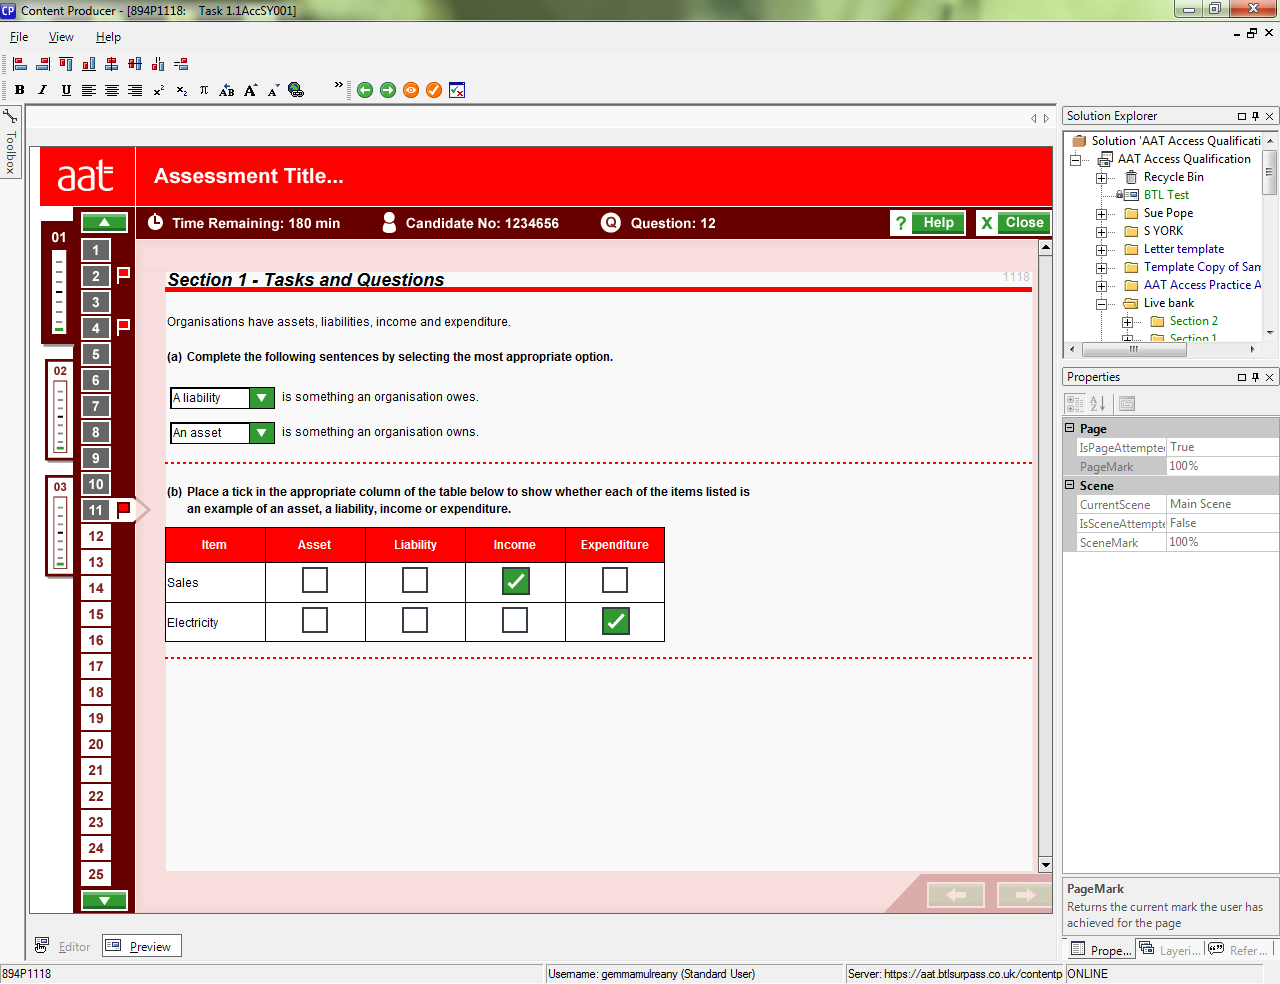 CP Content Producer - [894P1118: Task 1.1AccSY001]
File View Help
B I U x² x₂ π AB A A »
Toolbox
aat Assessment Title...
Time Remaining: 180 min Candidate No: 1234656 Q Question: 12 ? Help X Close
01
02
03
1
2
3
4
5
6
7
8
9
10
11
12
13
14
15
16
17
18
19
20
21
22
23
24
25
Section 1 - Tasks and Questions 1118
Organisations have assets, liabilities, income and expenditure.
(a) Complete the following sentences by selecting the most appropriate option.
A liability is something an organisation owes.
An asset is something an organisation owns.
(b) Place a tick in the appropriate column of the table below to show whether each of the items listed is
an example of an asset, a liability, income or expenditure.
Item Asset Liability Income Expenditure
Sales
Electricity
Editor Preview
Solution Explorer
Solution 'AAT Access Qualificati
AAT Access Qualification
Recycle Bin
BTL Test
Sue Pope
S YORK
Letter template
Template Copy of Sam
AAT Access Practice A
Live bank
Section 2
Section 1
Properties
Page
IsPageAttempted True
PageMark 100%
Scene
CurrentScene Main Scene
IsSceneAttempte False
SceneMark 100%
PageMark
Returns the current mark the user has
achieved for the page
Prope... Layeri... Refer...
894P1118 Username: gemmamulreany (Standard User) Server: https://aat.btlsurpass.co.uk/contentp ONLINE